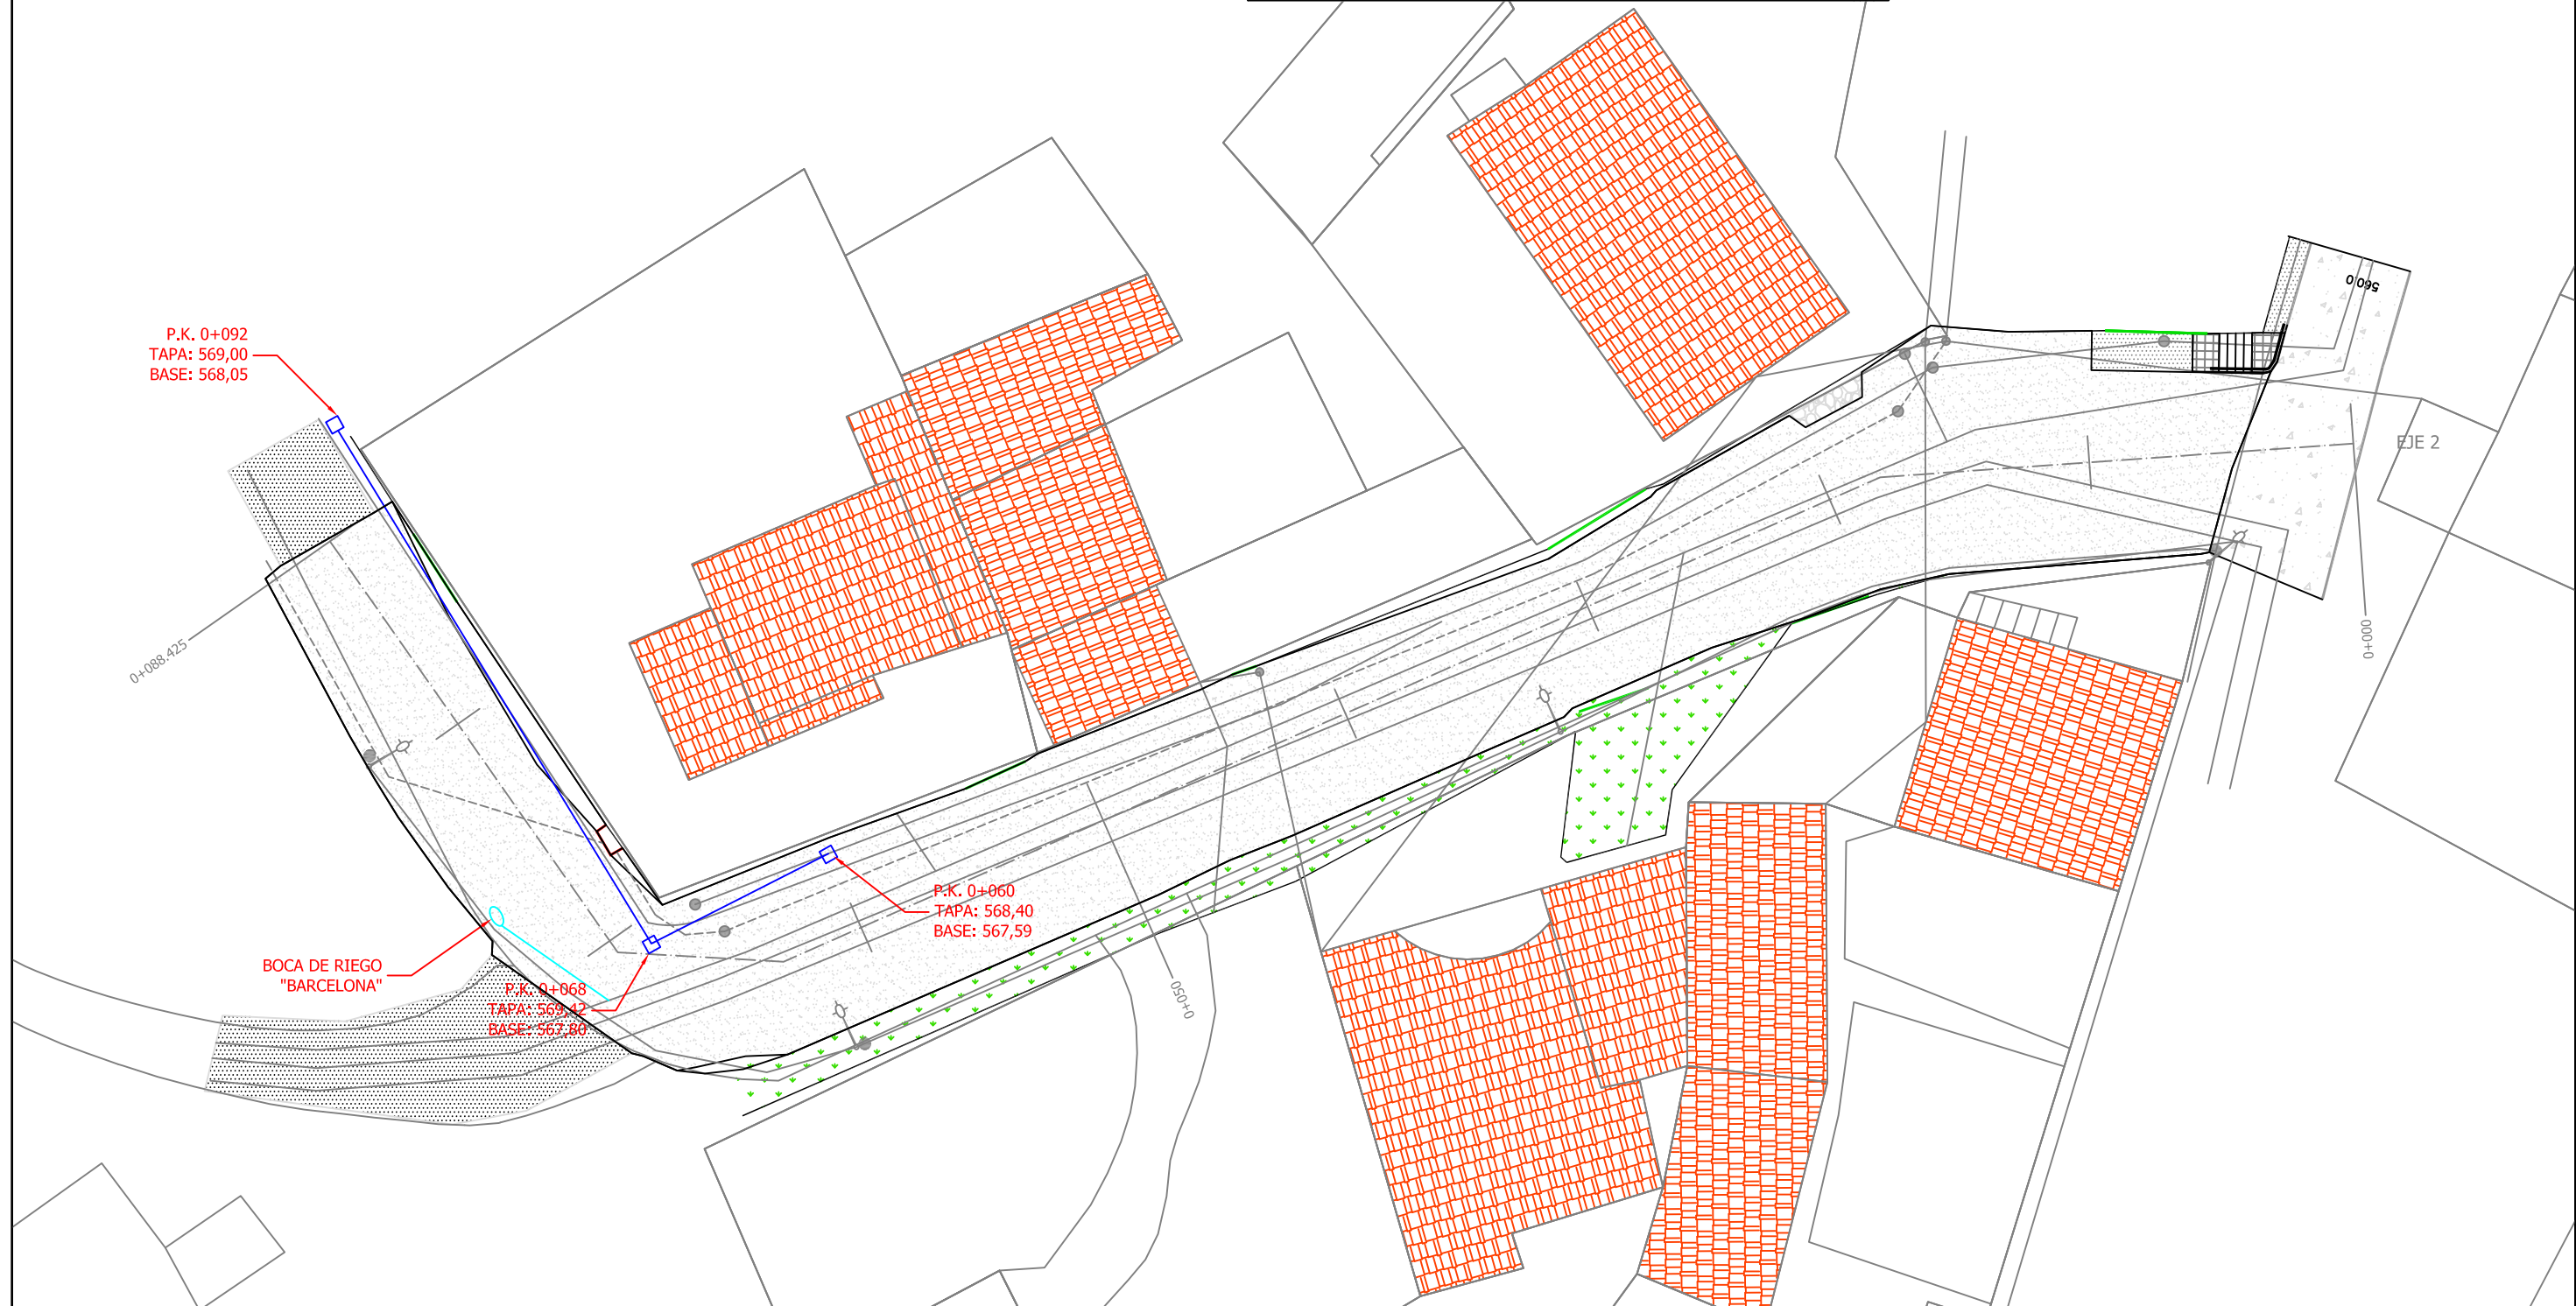 560.0
P.K. 0+092
TAPA: 569,00
BASE: 568,05
EJE 2
0+000
0+088.425
P.K. 0+060
TAPA: 568,40
BASE: 567,59
BOCA DE RIEGO
"BARCELONA"
P.K. 0+068
TAPA: 569,42
BASE: 567,80
0+050